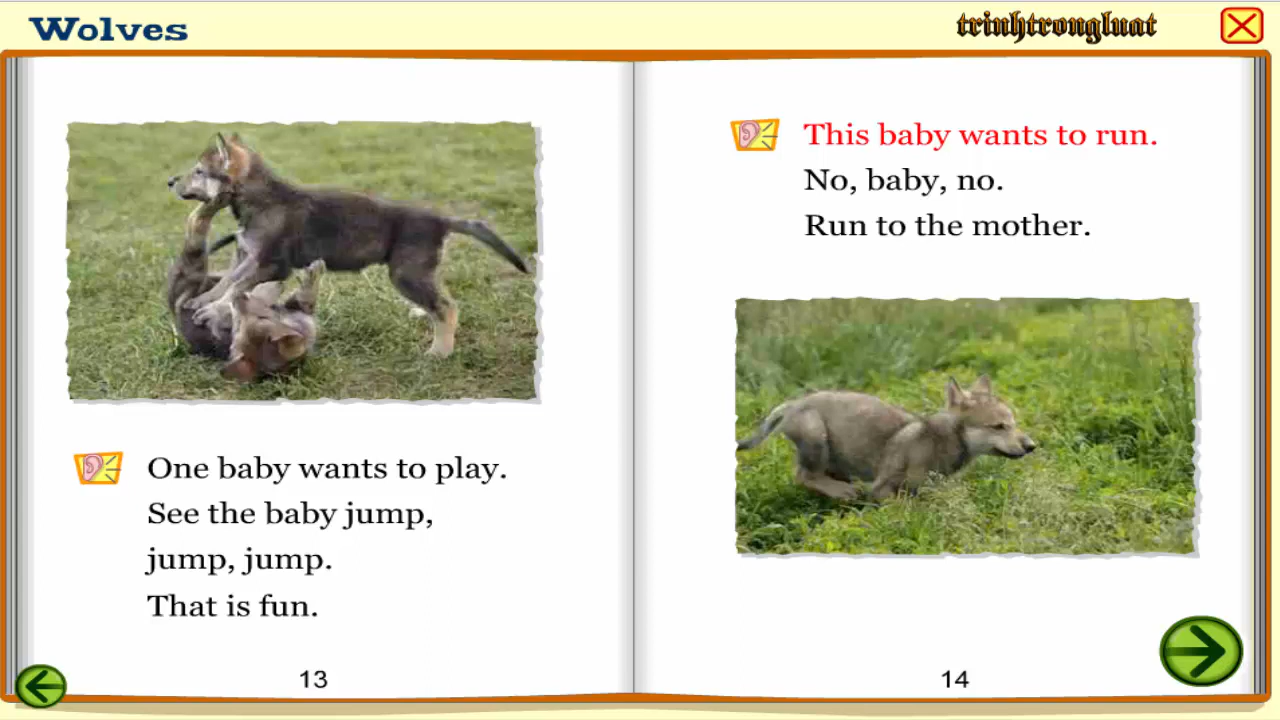 Wolves
trinhtrongluat
One baby wants to play.
See the baby jump,
jump, jump.
That is fun.
13
This baby wants to run.
No, baby, no.
Run to the mother.
14